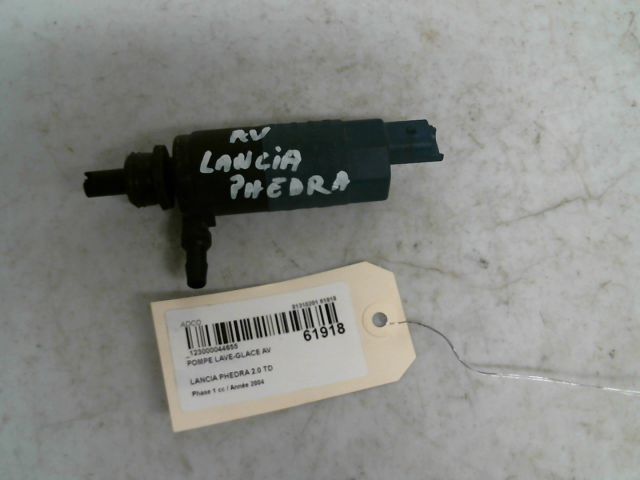 AV
LANCIA
PHEDRA
ADCO
61918
_123000044655
POMPE LAVE-GLACE AV
LANCIA PHEDRA 2.0 TD
Phase 1 cc / Année 2004